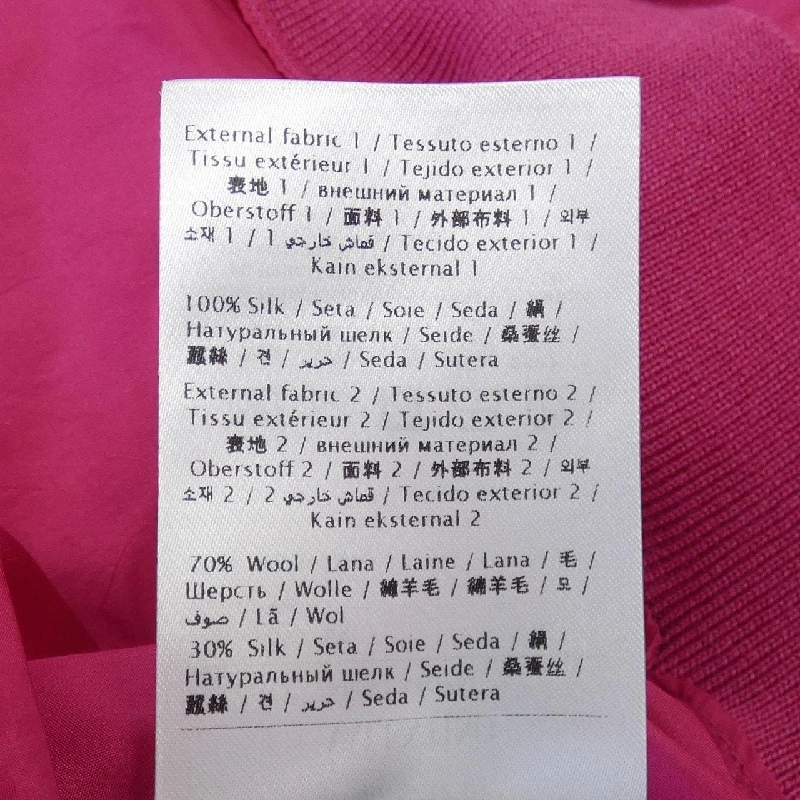 External fabric 1 / Tessuto esterno 1 /
Tissu extérieur 1 / Tejido exterior 1 /
表地 1 / внешний материал 1 /
Oberstoff 1 / 面料 1 / 外部布料 1 / 외부
소재 1 / 1 قماش خارجي / Tecido exterior 1 /
Kain eksternal 1
100% Silk / Seta / Soie / Seda / 絹 /
Натуральный шелк / Seide / 桑蚕丝 /
蠶絲 / 견 / حرير / Seda / Sutera
External fabric 2 / Tessuto esterno 2 /
Tissu extérieur 2 / Tejido exterior 2 /
表地 2 / внешний материал 2 /
Oberstoff 2 / 面料 2 / 外部布料 2 / 외부
소재 2 / 2 قماش خارجي / Tecido exterior 2 /
Kain eksternal 2
70% Wool / Lana / Laine / Lana / 毛 /
Шерсть / Wolle / 綿羊毛 / 綿羊毛 / 모 /
صوف / Lã / Wol
30% Silk / Seta / Soie / Seda / 絹 /
Натуральный шелк / Seide / 桑蚕丝 /
蠶絲 / 견 / حرير / Seda / Sutera